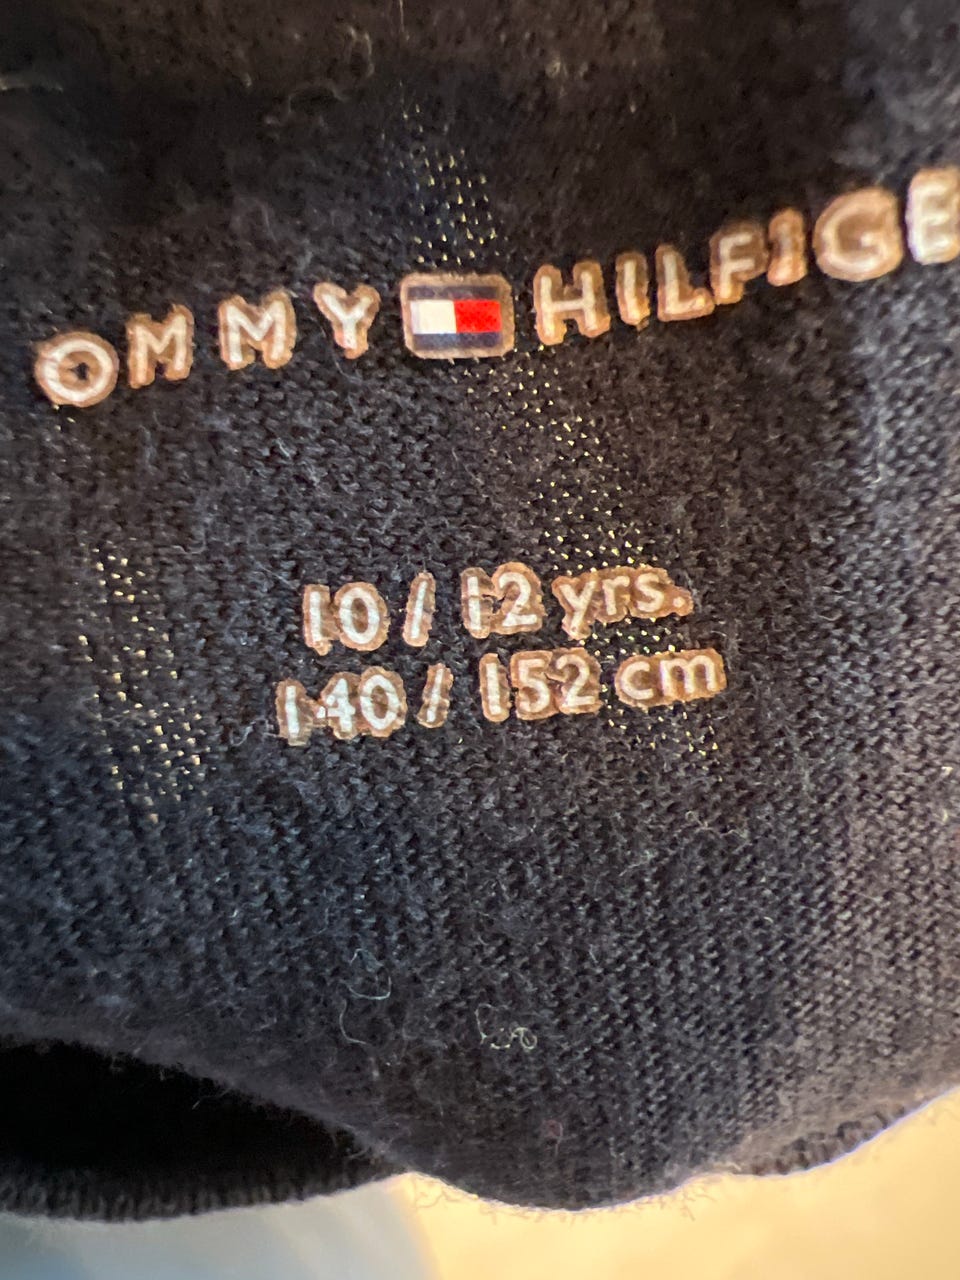 OMMY HILFIGE
10 / 12 yrs.
140 / 152 cm